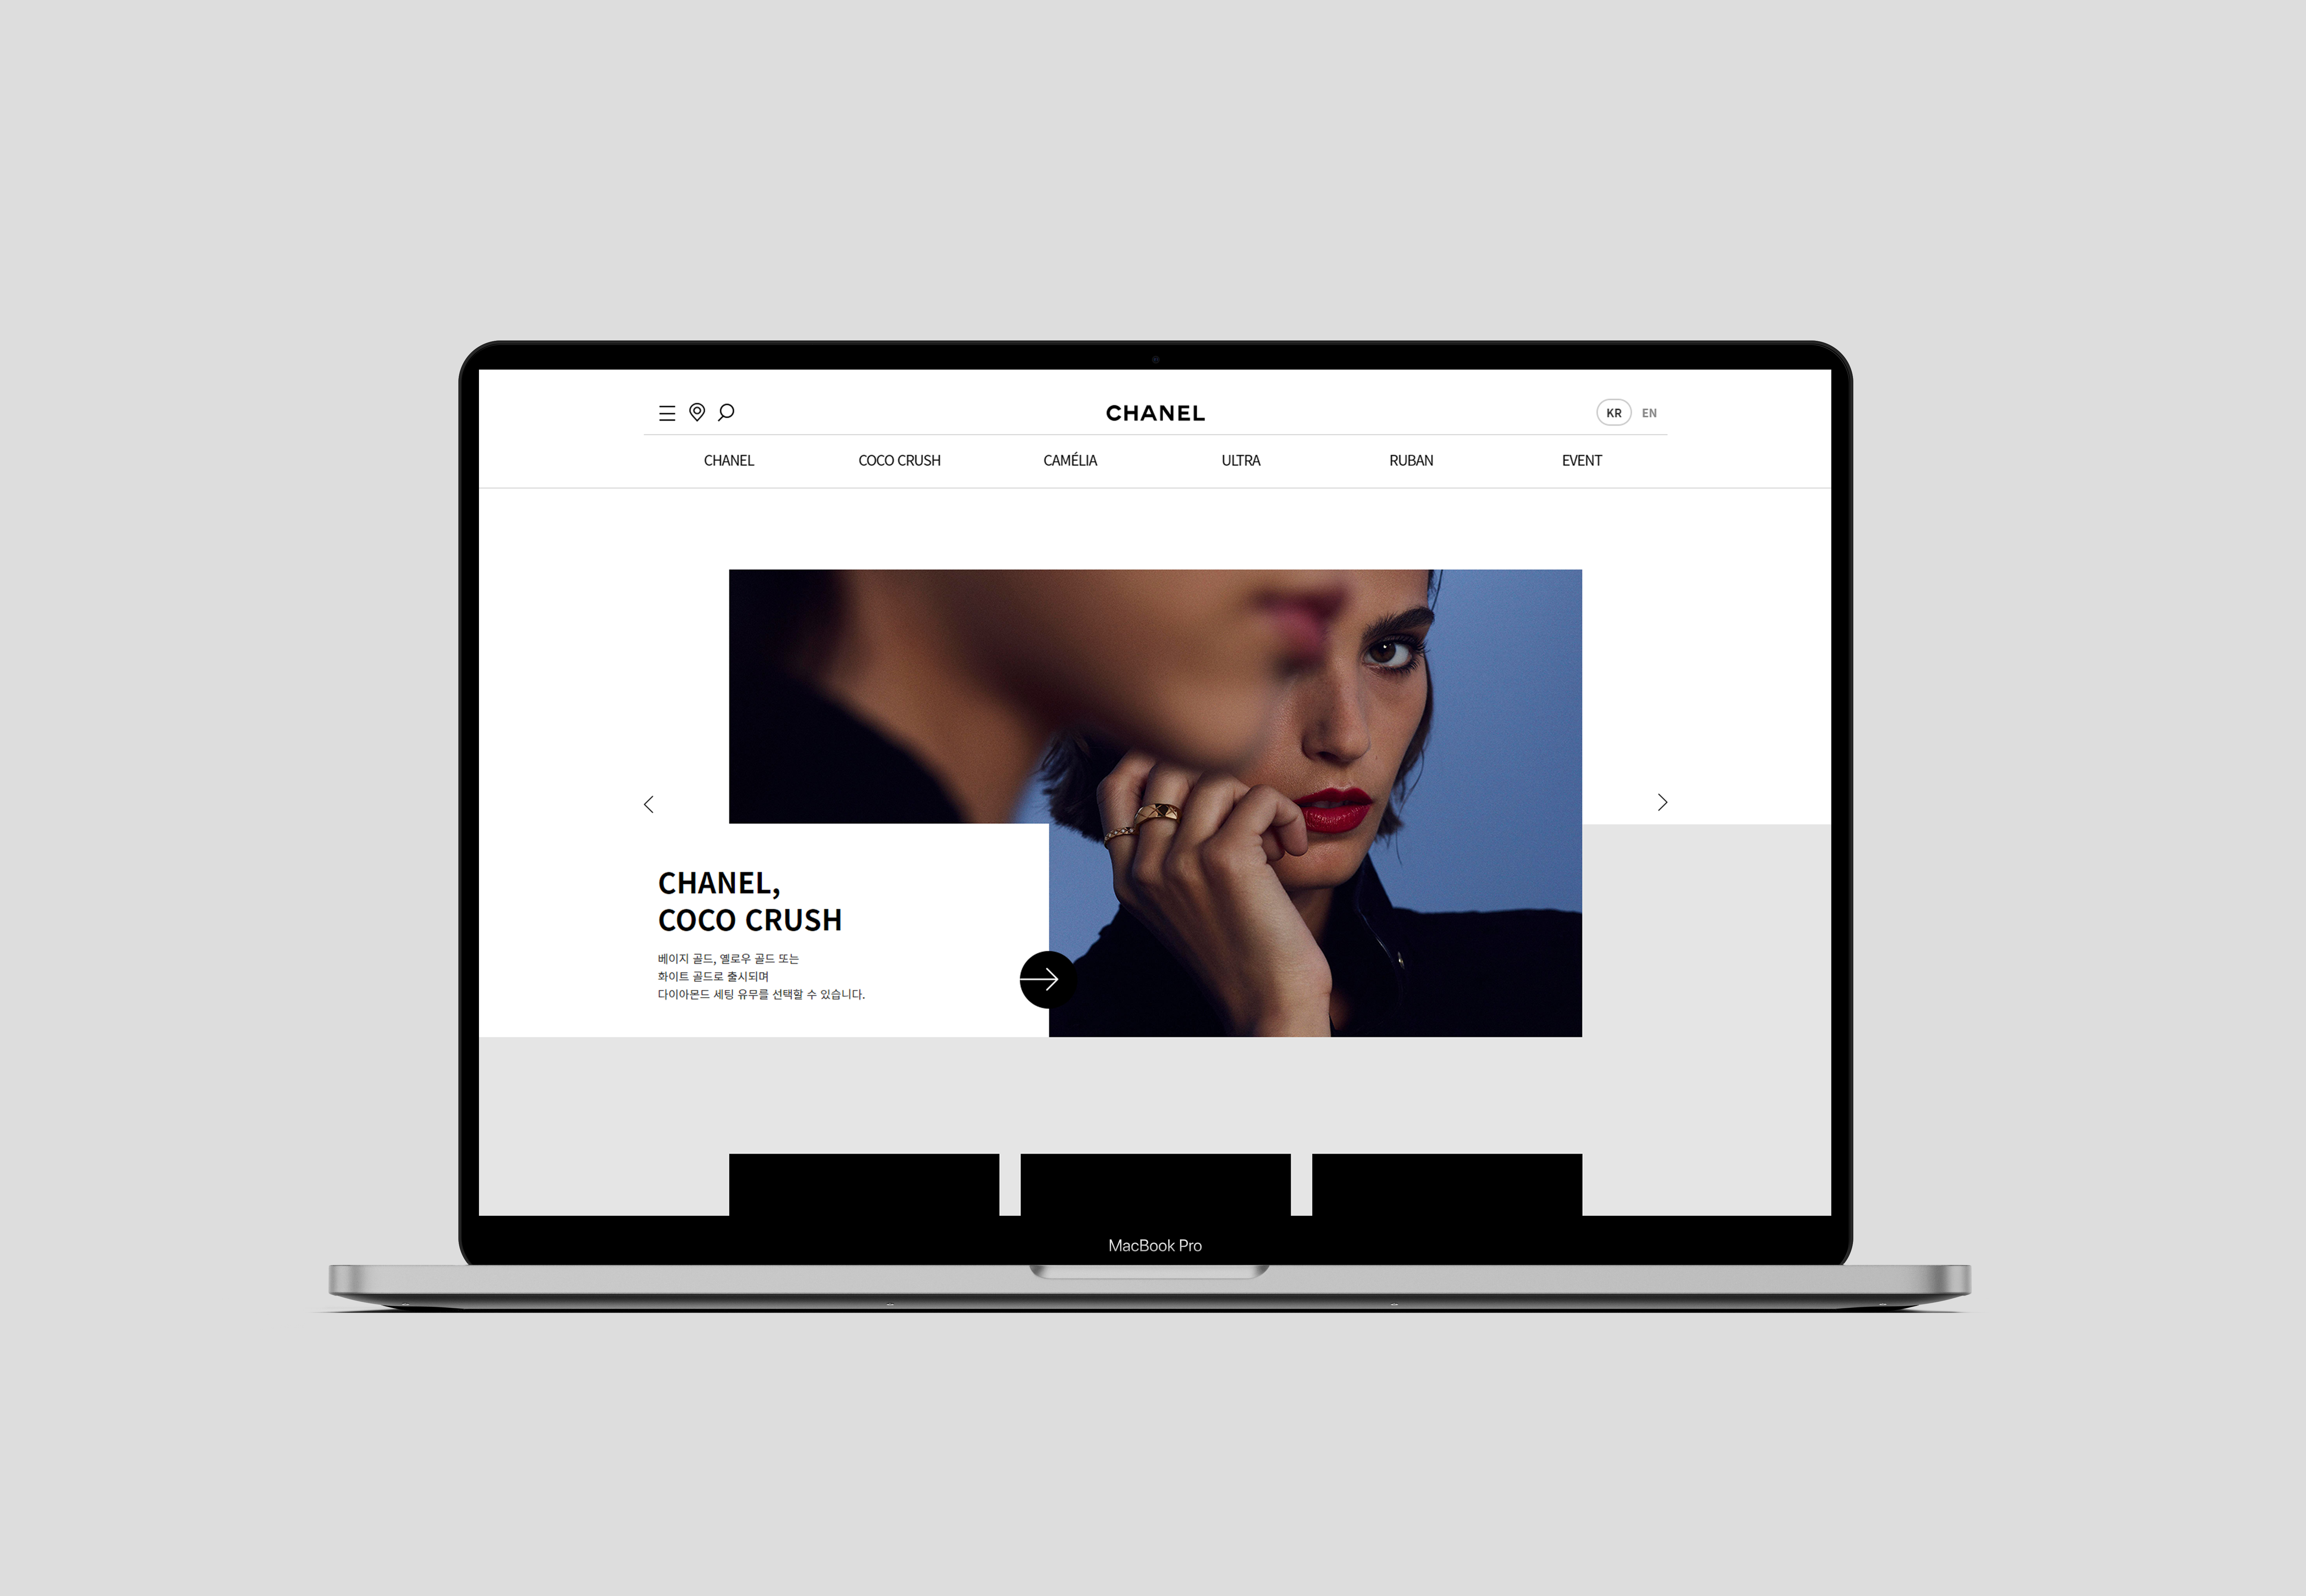 CHANEL
KR EN
CHANEL COCO CRUSH CAMÉLIA ULTRA RUBAN EVENT
CHANEL,
COCO CRUSH
베이지 골드, 옐로우 골드 또는
화이트 골드로 출시되며
다이아몬드 세팅 유무를 선택할 수 있습니다.
MacBook Pro